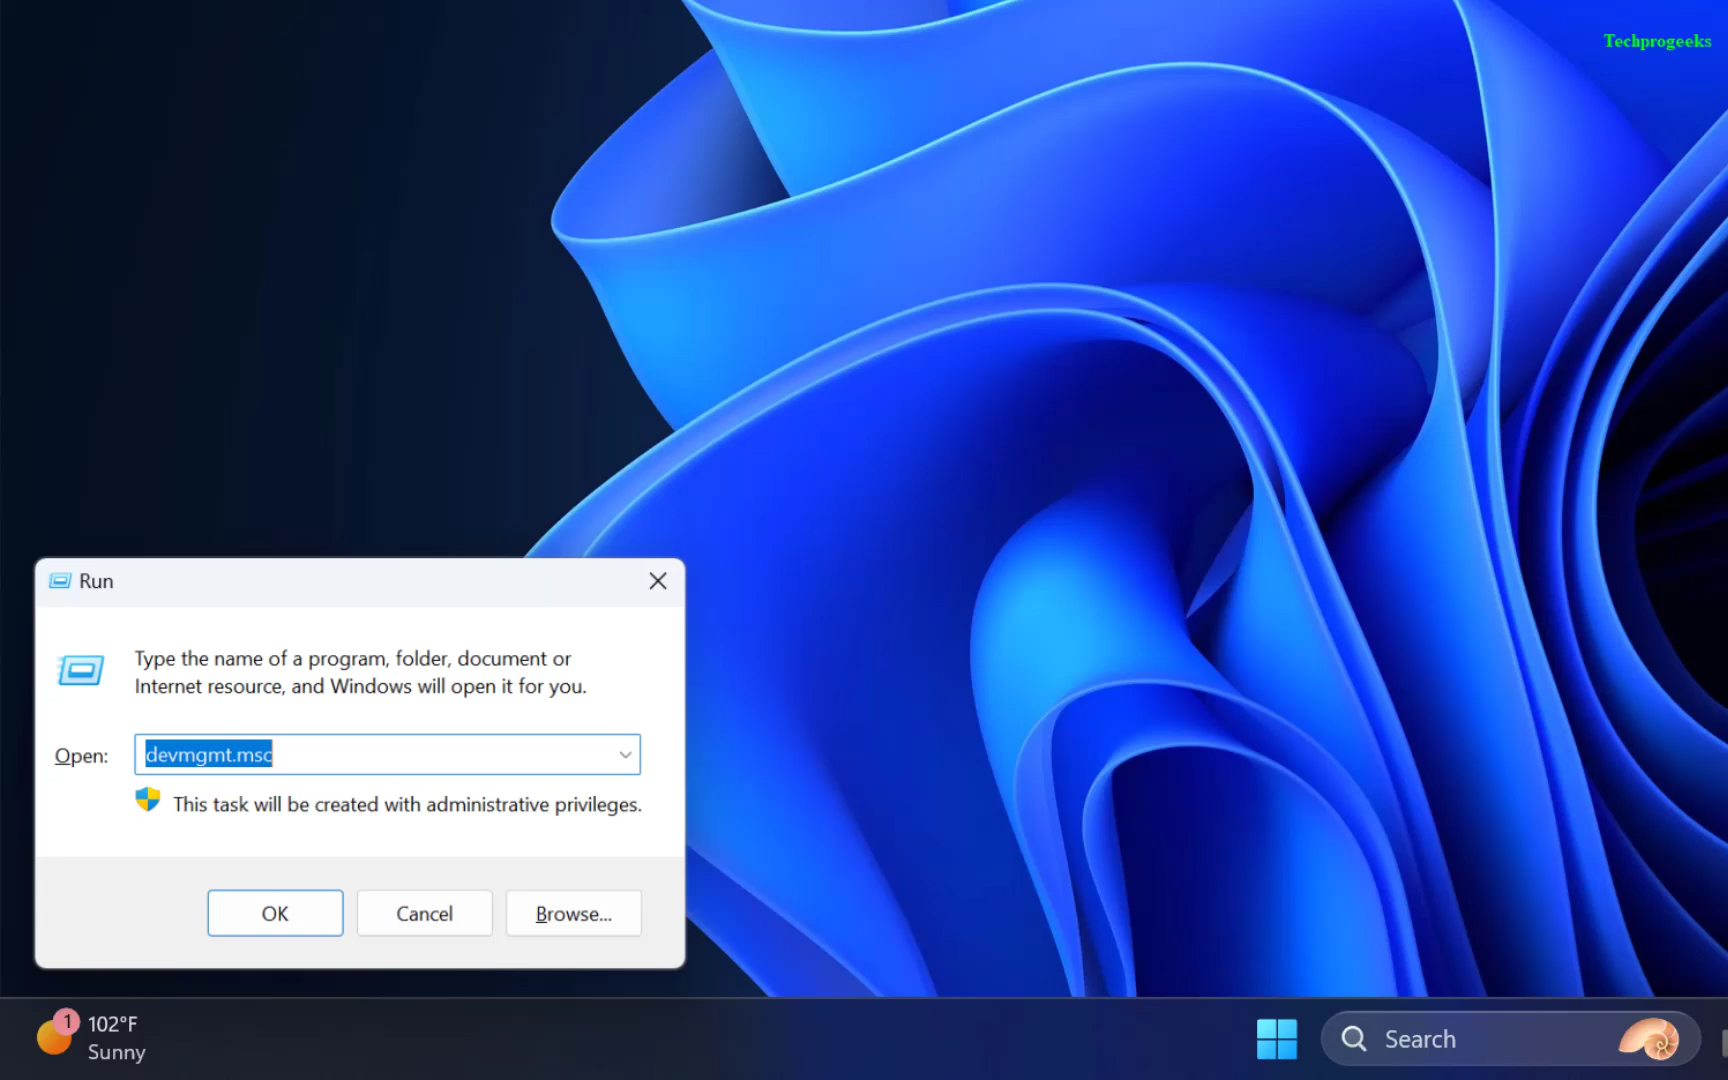 Techprogeeks
Run
Type the name of a program, folder, document or
Internet resource, and Windows will open it for you.
Open: devmgmt.msc
This task will be created with administrative privileges.
OK Cancel Browse...
1
102°F
Sunny
Search